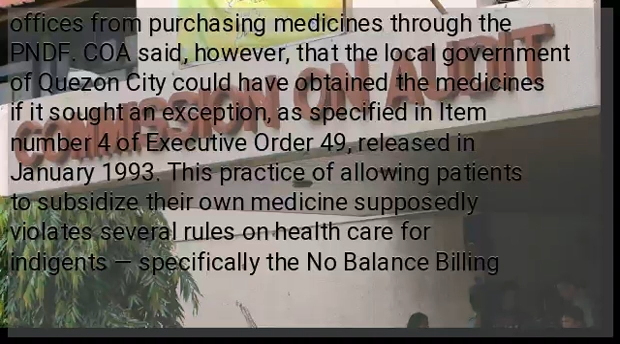 offices from purchasing medicines through the
PNDF. COA said, however, that the local government
of Quezon City could have obtained the medicines
if it sought an exception, as specified in Item
number 4 of Executive Order 49, released in
January 1993. This practice of allowing patients
to subsidize their own medicine supposedly
violates several rules on health care for
indigents — specifically the No Balance Billing
COMMISSION ON AUDIT